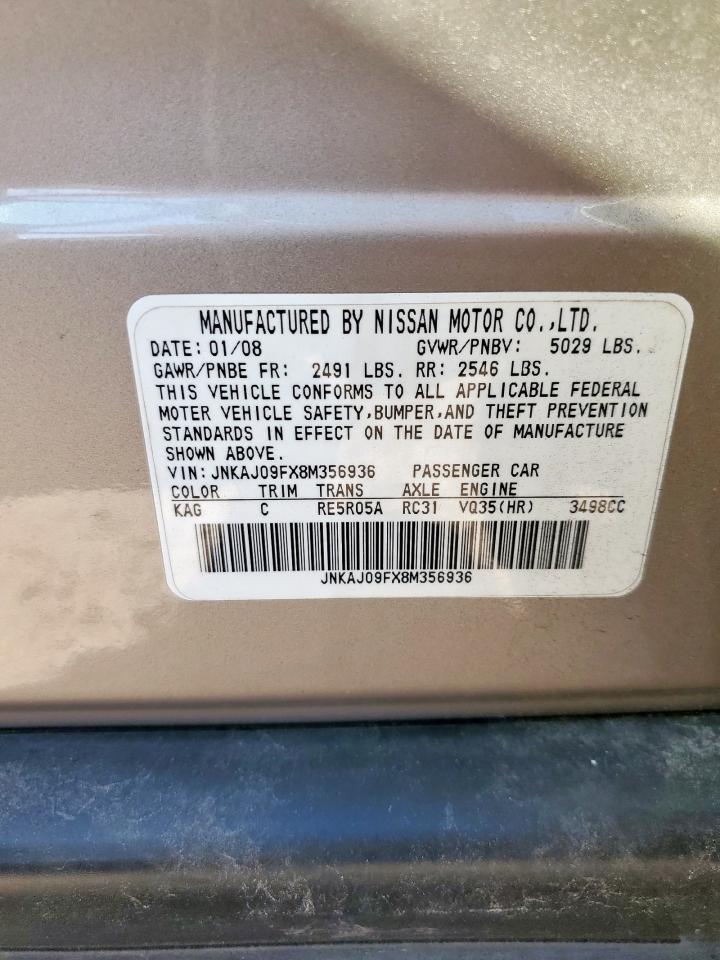 MANUFACTURED BY NISSAN MOTOR CO.,LTD.
DATE: 01/08 GVWR/PNBV: 5029 LBS.
GAWR/PNBE FR: 2491 LBS. RR: 2546 LBS.
THIS VEHICLE CONFORMS TO ALL APPLICABLE FEDERAL
MOTER VEHICLE SAFETY,BUMPER,AND THEFT PREVENTION
STANDARDS IN EFFECT ON THE DATE OF MANUFACTURE
SHOWN ABOVE.
VIN: JNKAJ09FX8M356936 PASSENGER CAR
COLOR TRIM TRANS AXLE ENGINE
KAG C RE5R05A RC31 VQ35(HR) 3498CC
JNKAJ09FX8M356936